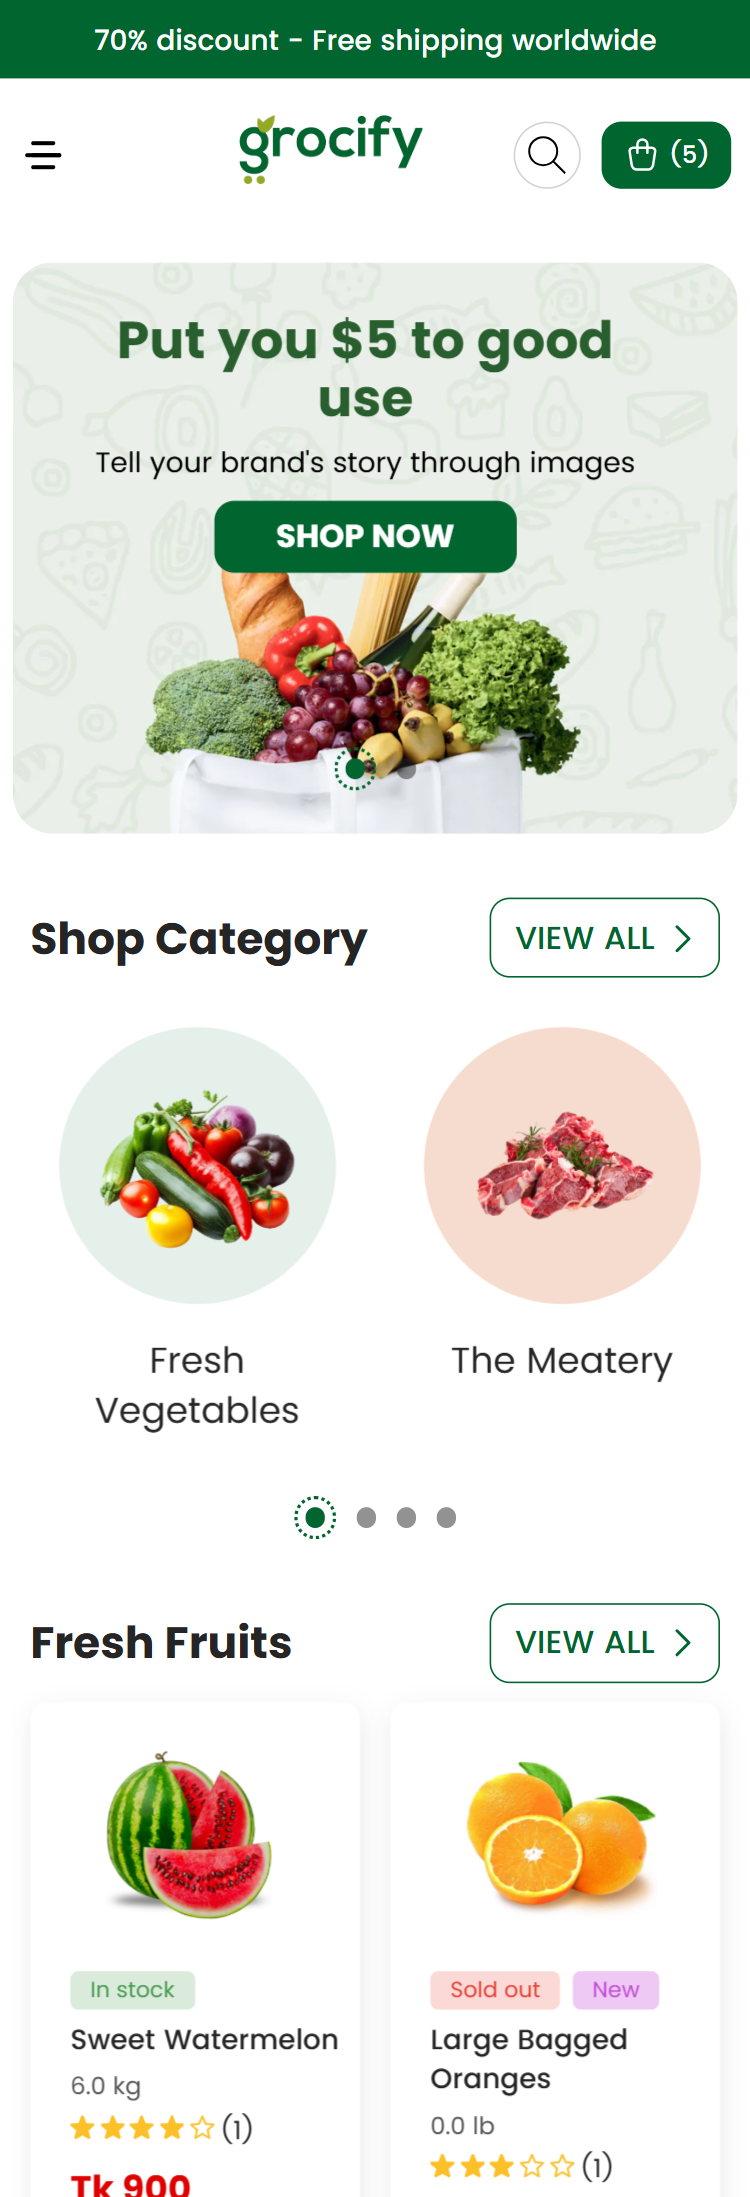 70% discount - Free shipping worldwide
grocify
(5)
Put you $5 to good
use
Tell your brand's story through images
SHOP NOW
Shop Category
VIEW ALL
Fresh
Vegetables
The Meatery
Fresh Fruits
VIEW ALL
In stock
Sweet Watermelon
6.0 kg
(1)
Tk 900
Sold out
New
Large Bagged
Oranges
0.0 lb
(1)